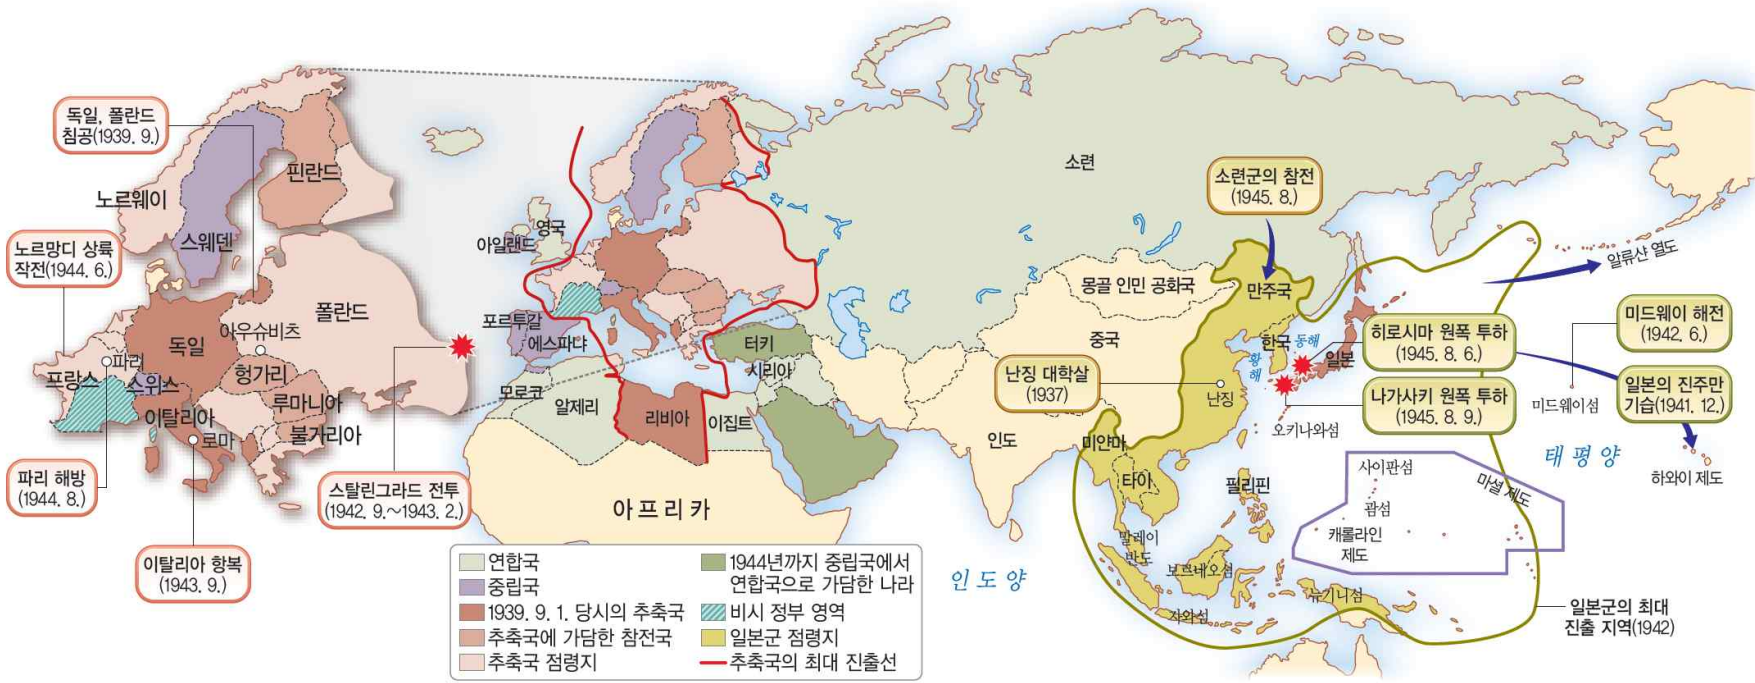 독일, 폴란드
침공(1939. 9.)
노르웨이
핀란드
스웨덴
노르망디 상륙
작전(1944. 6.)
폴란드
아우슈비츠
독일
파리
프랑스
스위스
헝가리
이탈리아
루마니아
로마
불가리아
파리 해방
(1944. 8.)
이탈리아 항복
(1943. 9.)
스탈린그라드 전투
(1942. 9.~1943. 2.)
영국
아일랜드
포르투갈
에스파냐
모로코
알제리
리비아
이집트
터키
시리아
아프리카
소련
소련군의 참전
(1945. 8.)
몽골 인민 공화국
만주국
중국
한국
동해
황해
일본
난징 대학살
(1937)
난징
인도
미얀마
타이
필리핀
말레이
반도
보르네오섬
자와섬
뉴기니섬
인도양
오키나와섬
히로시마 원폭 투하
(1945. 8. 6.)
나가사키 원폭 투하
(1945. 8. 9.)
알류샨 열도
미드웨이 해전
(1942. 6.)
미드웨이섬
일본의 진주만
기습(1941. 12.)
하와이 제도
태평양
사이판섬
괌섬
마셜 제도
캐롤라인
제도
일본군의 최대
진출 지역(1942)
연합국
중립국
1939. 9. 1. 당시의 추축국
추축국에 가담한 참전국
추축국 점령지
1944년까지 중립국에서
연합국으로 가담한 나라
비시 정부 영역
일본군 점령지
추축국의 최대 진출선